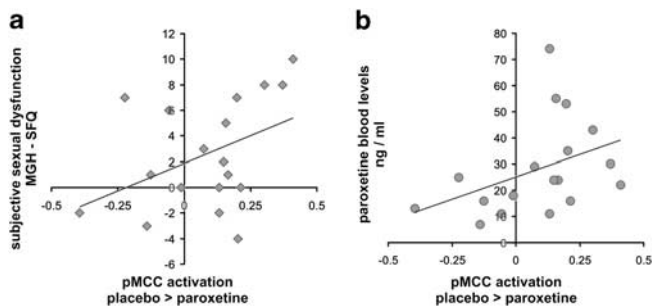 a
subjective sexual dysfunction
MGH - SFQ
12
10
8
6
4
2
0
-2
-4
-6
-0.5
-0.25
0
0.25
0.5
pMCC activation
placebo > paroxetine
b
paroxetine blood levels
ng / ml
80
70
60
50
40
30
20
10
0
-0.5
-0.25
0
0.25
0.5
pMCC activation
placebo > paroxetine